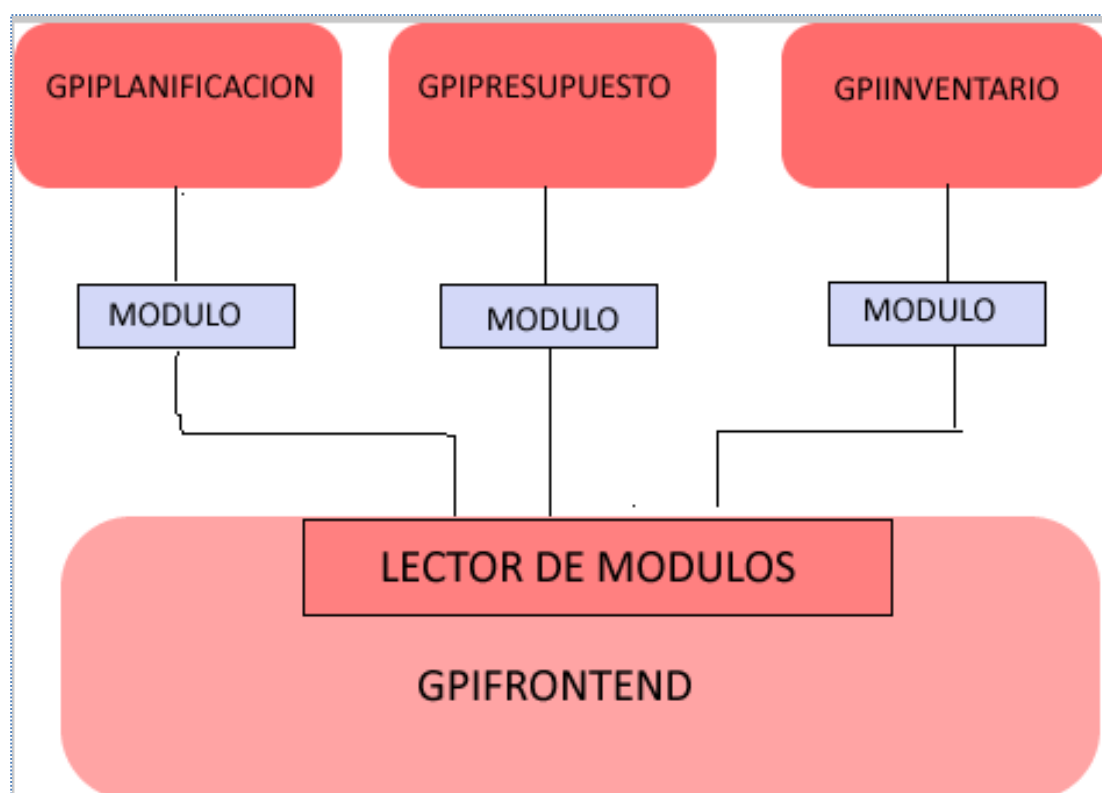 GPIPLANIFICACION
GPIPRESUPUESTO
GPIINVENTARIO
MODULO
MODULO
MODULO
LECTOR DE MODULOS
GPIFRONTEND